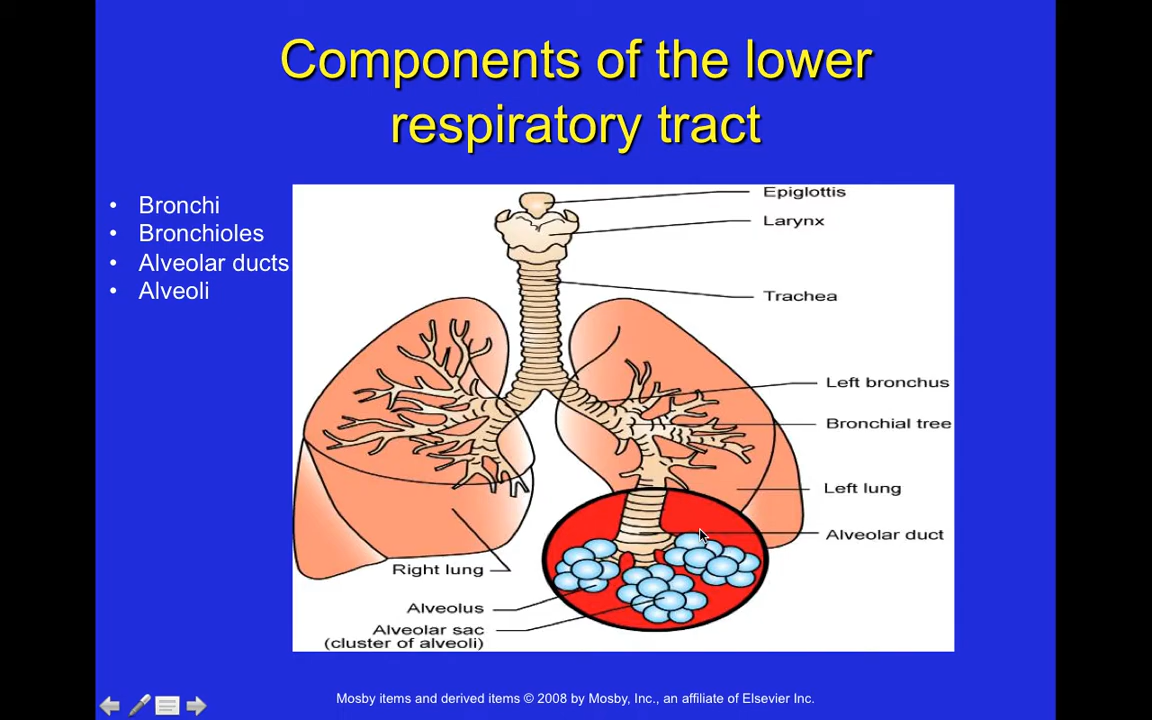 Components of the lower
respiratory tract
• Bronchi
• Bronchioles
• Alveolar ducts
• Alveoli
Epiglottis
Larynx
Trachea
Left bronchus
Bronchial tree
Left lung
Alveolar duct
Right lung
Alveolus
Alveolar sac
(cluster of alveoli)
Mosby items and derived items © 2008 by Mosby, Inc., an affiliate of Elsevier Inc.